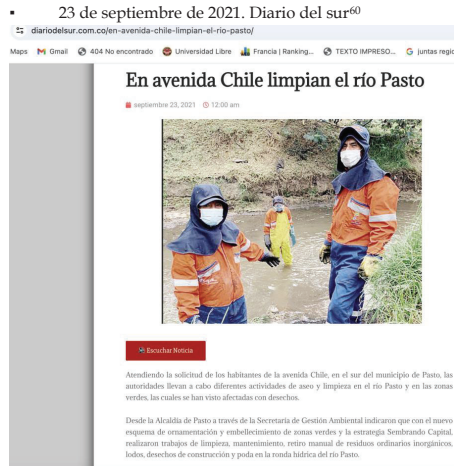 ▪ 23 de septiembre de 2021. Diario del sur⁶⁰
diariodelsur.com.co/en-avenida-chile-limpian-el-rio-pasto/
Maps Gmail 404 No encontrado Universidad Libre Francia | Ranking... TEXTO IMPRESO... juntas regio
En avenida Chile limpian el río Pasto
septiembre 23, 2021 12:00 am
Escuchar Noticia
Atendiendo la solicitud de los habitantes de la avenida Chile, en el sur del municipio de Pasto, las
autoridades llevan a cabo diferentes actividades de aseo y limpieza en el río Pasto y en las zonas
verdes, las cuales se han visto afectadas con desechos.
Desde la Alcaldía de Pasto a través de la Secretaría de Gestión Ambiental indicaron que con el nuevo
esquema de ornamentación y embellecimiento de zonas verdes y la estrategia Sembrando Capital,
realizaron trabajos de limpieza, mantenimiento, retiro manual de residuos ordinarios inorgánicos,
lodos, desechos de construcción y poda en la ronda hídrica del río Pasto.